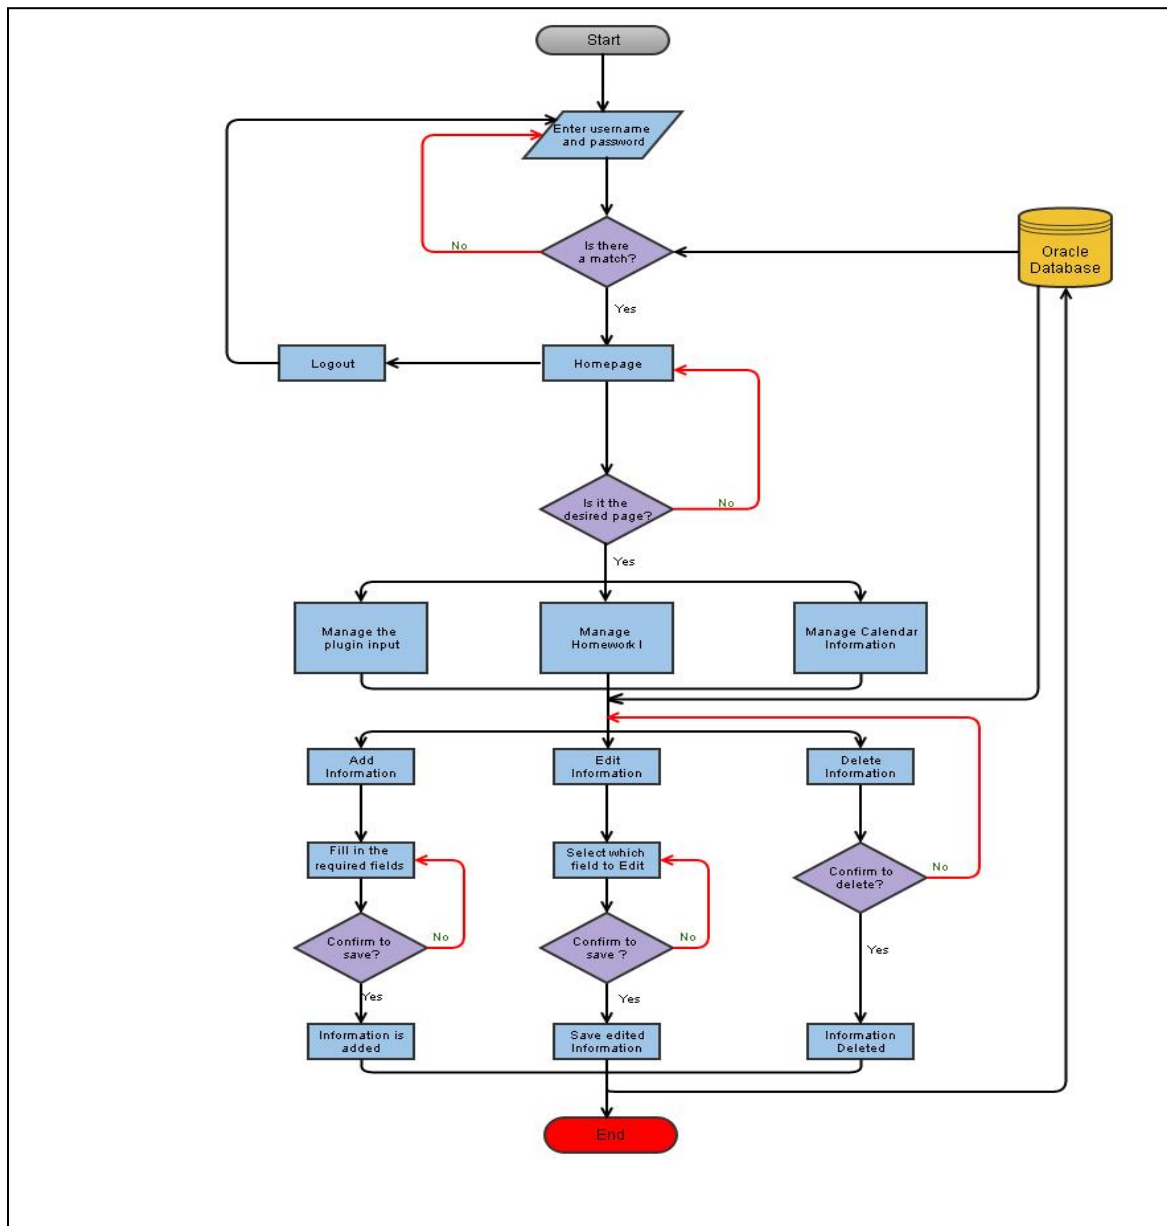 Start
Enter username
and password
Is there
a match?
No
Oracle
Database
Yes
Logout
Homepage
Is it the
desired page?
No
Yes
Manage the
plugin input
Manage
Homework I
Manage Calendar
Information
Add
Information
Edit
Information
Delete
Information
Fill in the
required fields
Select which
field to Edit
Confirm to
delete?
No
Confirm to
save?
No
Confirm to
save ?
No
Yes
Yes
Yes
Information is
added
Save edited
Information
Information
Deleted
End